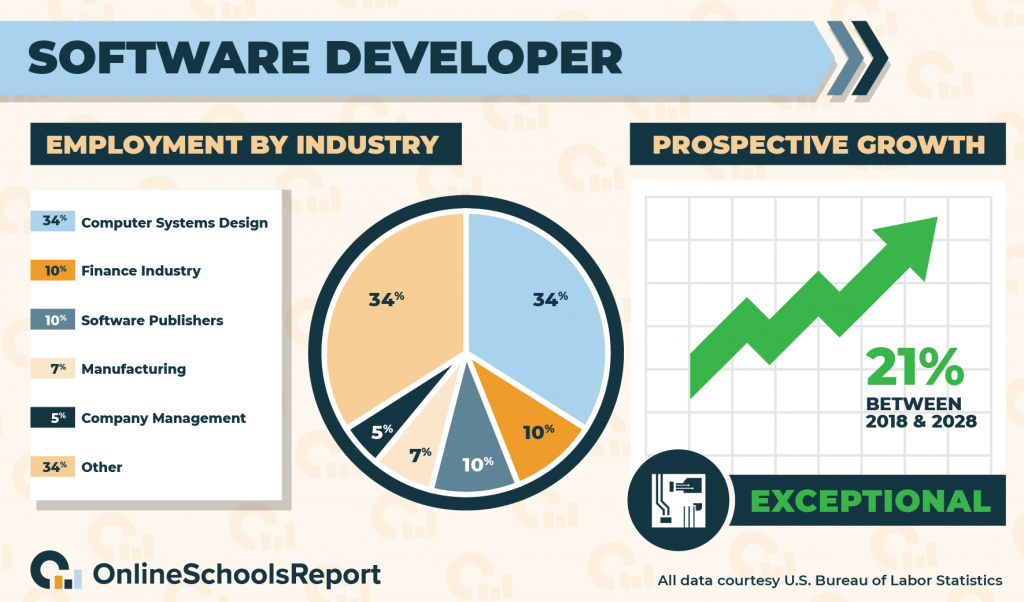 SOFTWARE DEVELOPER
EMPLOYMENT BY INDUSTRY
34% Computer Systems Design
10% Finance Industry
10% Software Publishers
7% Manufacturing
5% Company Management
34% Other
34%
34%
5%
7%
10%
10%
PROSPECTIVE GROWTH
21%
BETWEEN
2018 & 2028
EXCEPTIONAL
OnlineSchoolsReport
All data courtesy U.S. Bureau of Labor Statistics